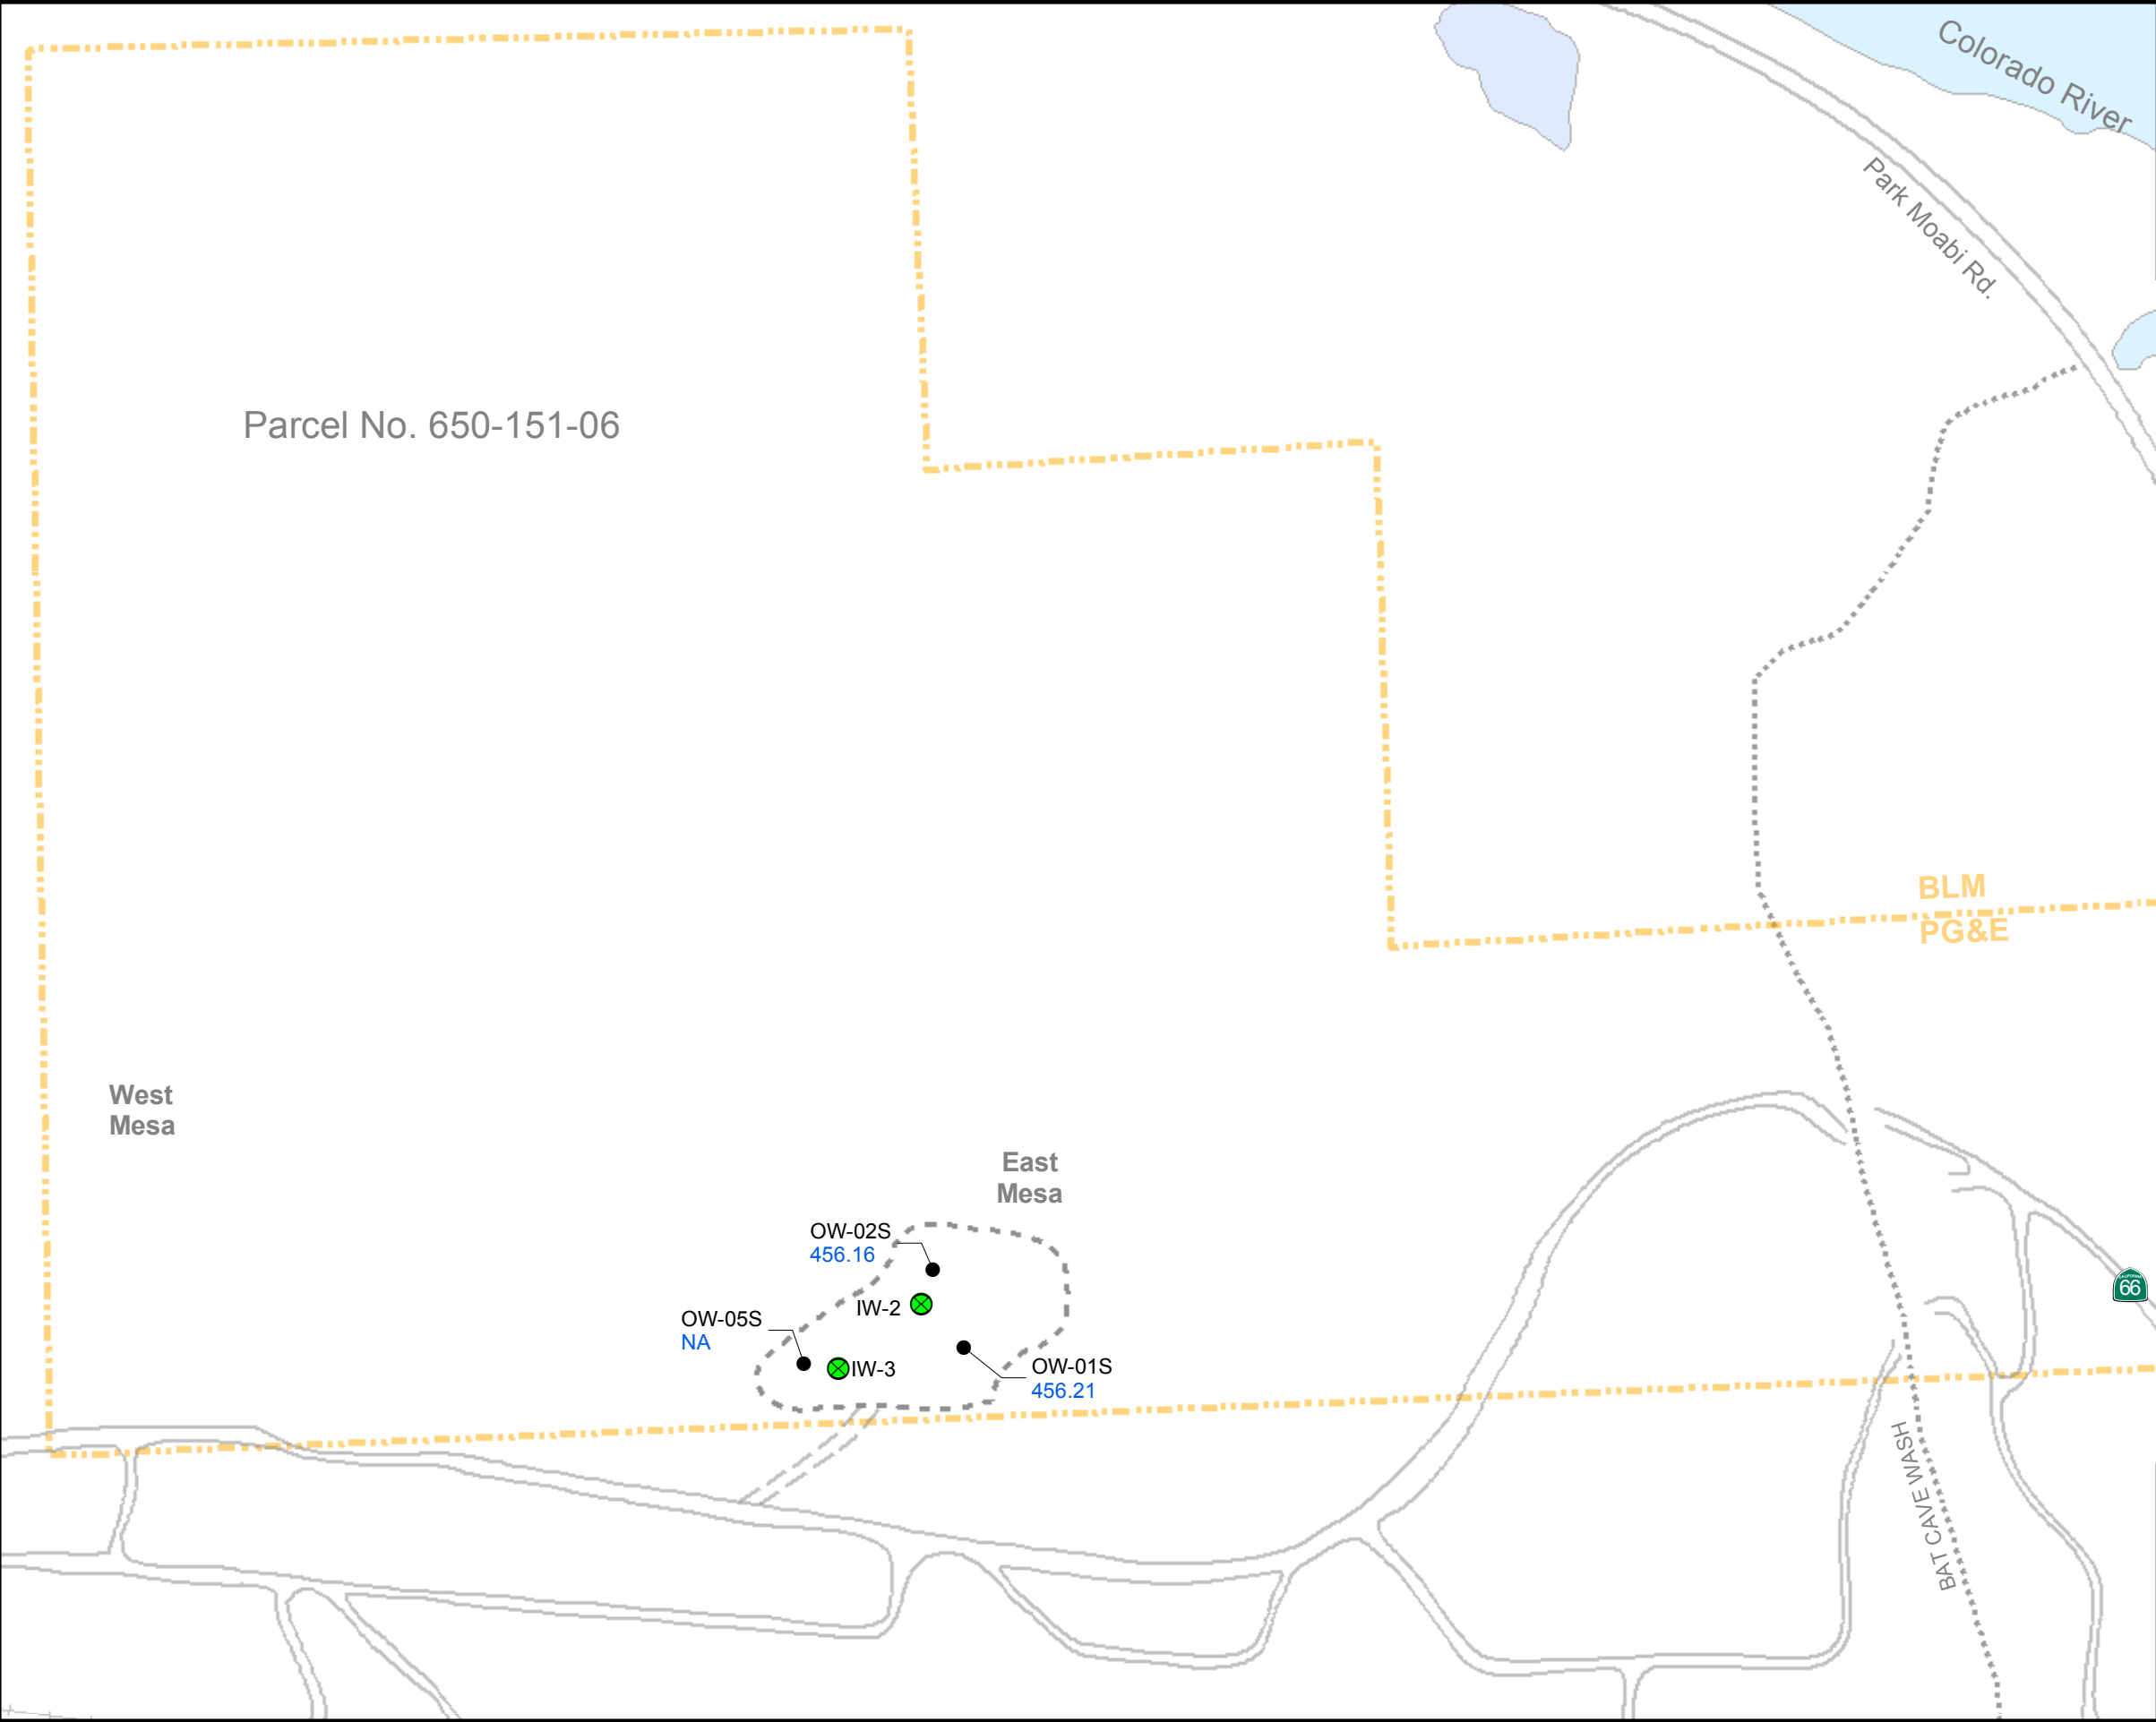 Colorado River
Park Moabi Rd.
Parcel No. 650-151-06
BLM
PG&E
West
Mesa
East
Mesa
OW-02S
456.16
IW-2
OW-05S
NA
IW-3
OW-01S
456.21
CALIFORNIA
66
BAT CAVE WASH